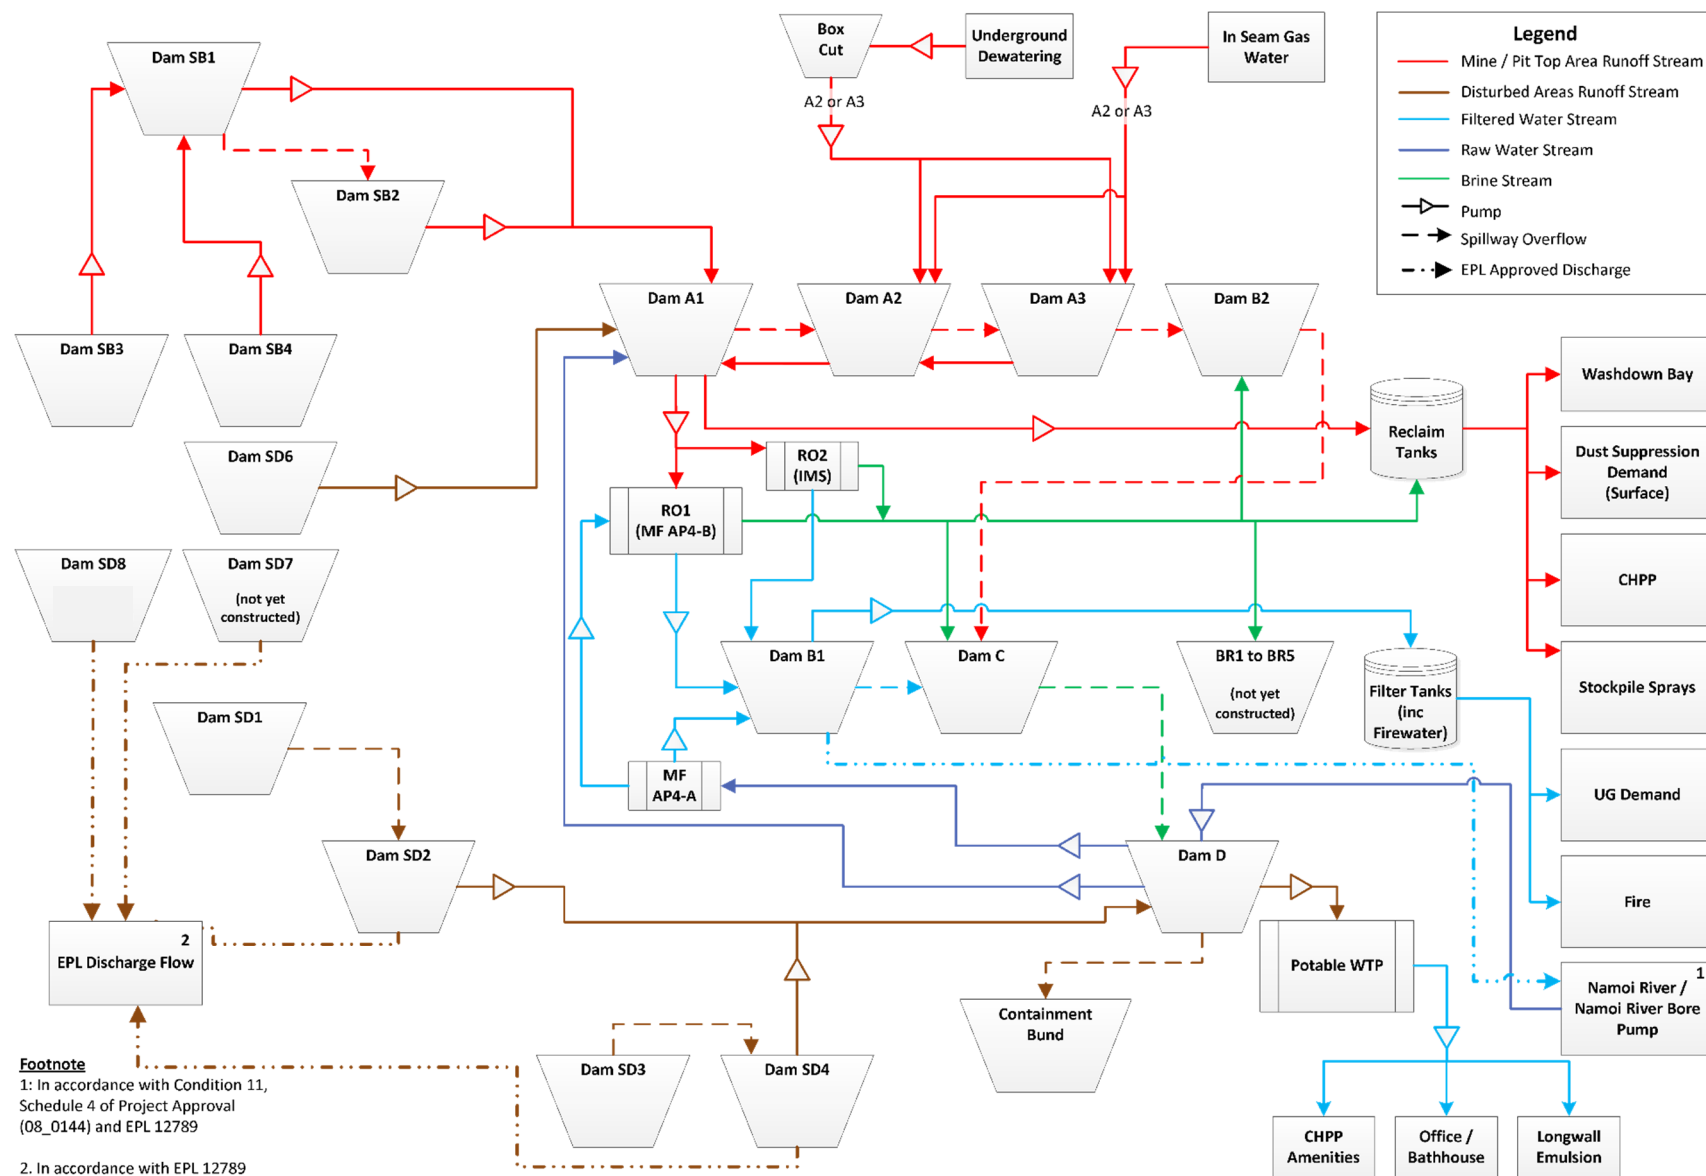 Box
Cut
Underground
Dewatering
In Seam Gas
Water
Legend
Mine / Pit Top Area Runoff Stream
Disturbed Areas Runoff Stream
Filtered Water Stream
Raw Water Stream
Brine Stream
Pump
Spillway Overflow
EPL Approved Discharge
Dam SB1
A2 or A3
A2 or A3
Dam SB2
Dam A1
Dam A2
Dam A3
Dam B2
Dam SB3
Dam SB4
Washdown Bay
Reclaim
Tanks
Dam SD6
RO2
(IMS)
Dust Suppression
Demand
(Surface)
RO1
(MF AP4-B)
Dam SD8
Dam SD7
(not yet
constructed)
CHPP
Dam B1
Dam C
BR1 to BR5
(not yet
constructed)
Filter Tanks
(inc
Firewater)
Stockpile Sprays
Dam SD1
MF
AP4-A
UG Demand
Dam SD2
Dam D
Fire
2
EPL Discharge Flow
Potable WTP
1
Namoi River /
Namoi River Bore
Pump
Containment
Bund
Dam SD3
Dam SD4
Footnote
1: In accordance with Condition 11,
Schedule 4 of Project Approval
(08_0144) and EPL 12789
2. In accordance with EPL 12789
CHPP
Amenities
Office /
Bathhouse
Longwall
Emulsion